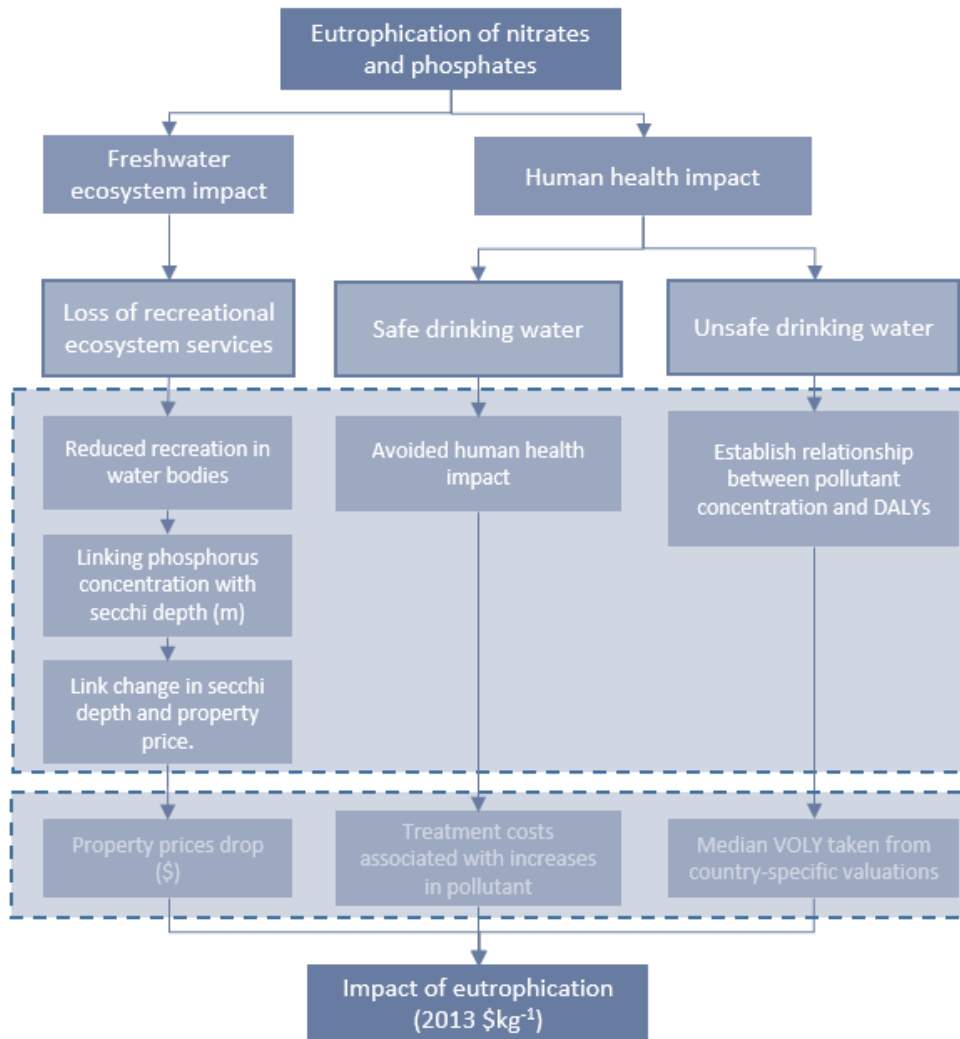 Eutrophication of nitrates
and phosphates
Freshwater
ecosystem impact
Human health impact
Loss of recreational
ecosystem services
Safe drinking water
Unsafe drinking water
Reduced recreation in
water bodies
Avoided human health
impact
Establish relationship
between pollutant
concentration and DALYs
Linking phosphorus
concentration with
secchi depth (m)
Link change in secchi
depth and property
price.
Property prices drop
($)
Treatment costs
associated with increases
in pollutant
Median VOLY taken from
country-specific valuations
Impact of eutrophication
(2013 $kg⁻¹)